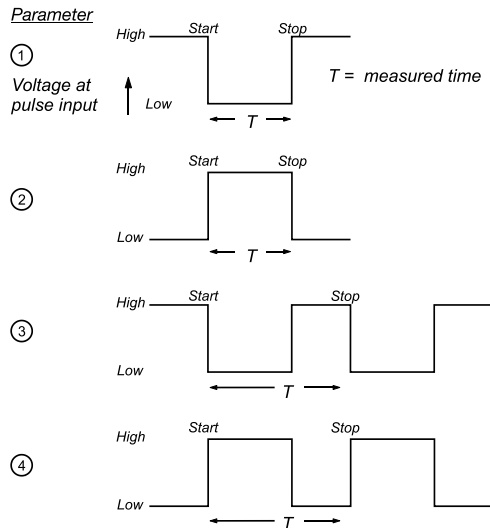 Parameter
High Start Stop
1
Voltage at
pulse input
Low
T = measured time
T
Start Stop
High
2
Low
T
High Start Stop
3
Low
T
Start Stop
High
4
Low
T